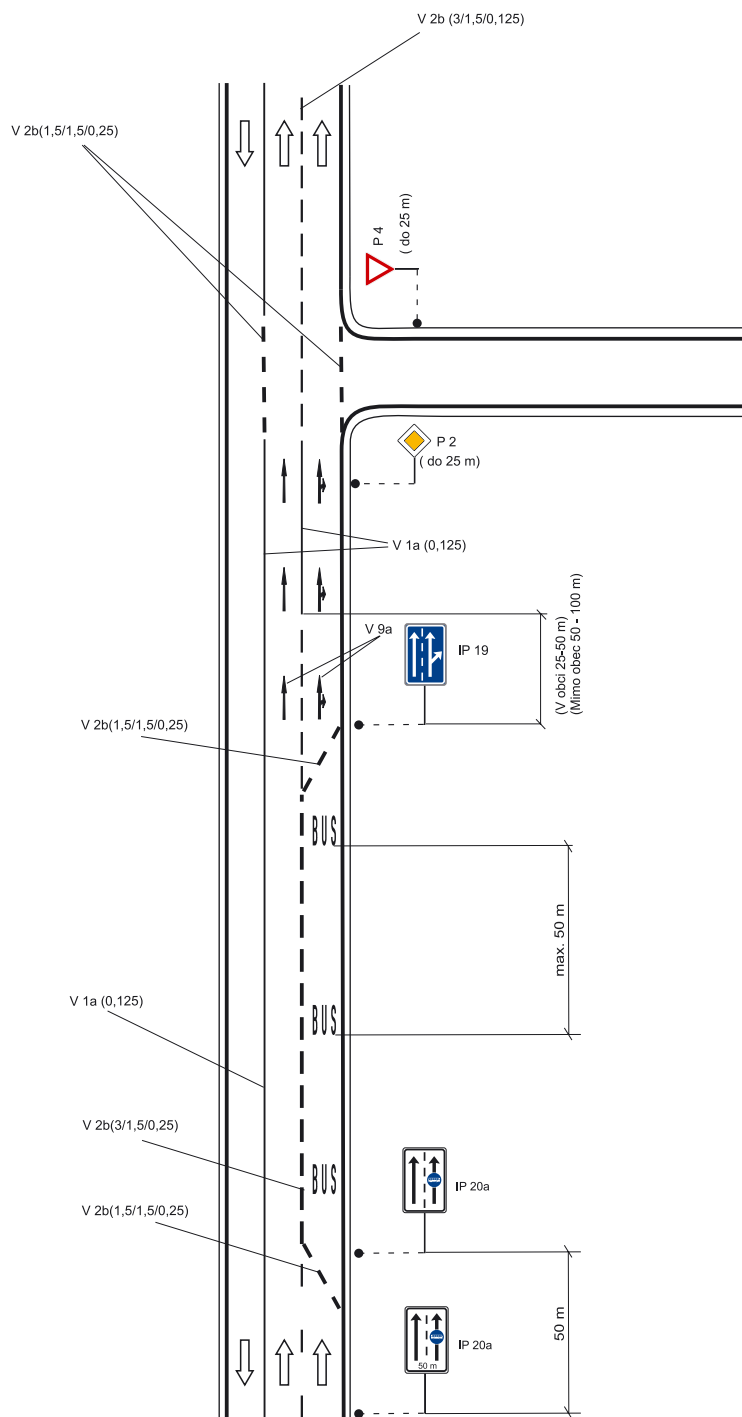 V 2b (3/1,5/0,125)
V 2b(1,5/1,5/0,25)
P 4
( do 25 m)
P 2
( do 25 m)
V 1a (0,125)
V 9a
IP 19
(V obci 25-50 m)
(Mimo obec 50 - 100 m)
V 2b(1,5/1,5/0,25)
BUS
max. 50 m
V 1a (0,125)
BUS
V 2b(3/1,5/0,25)
BUS
IP 20a
V 2b(1,5/1,5/0,25)
50 m
IP 20a
50 m